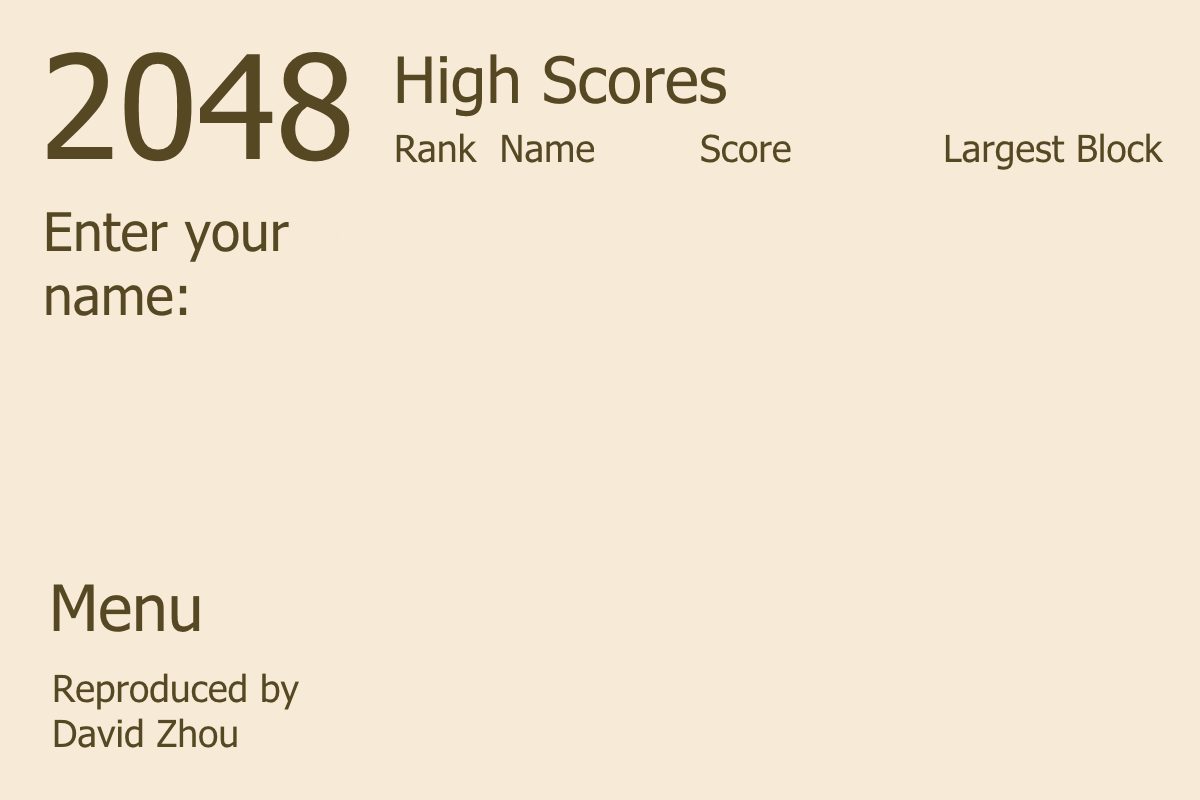 2048
High Scores
Rank Name Score Largest Block
Enter your
name:
Menu
Reproduced by
David Zhou